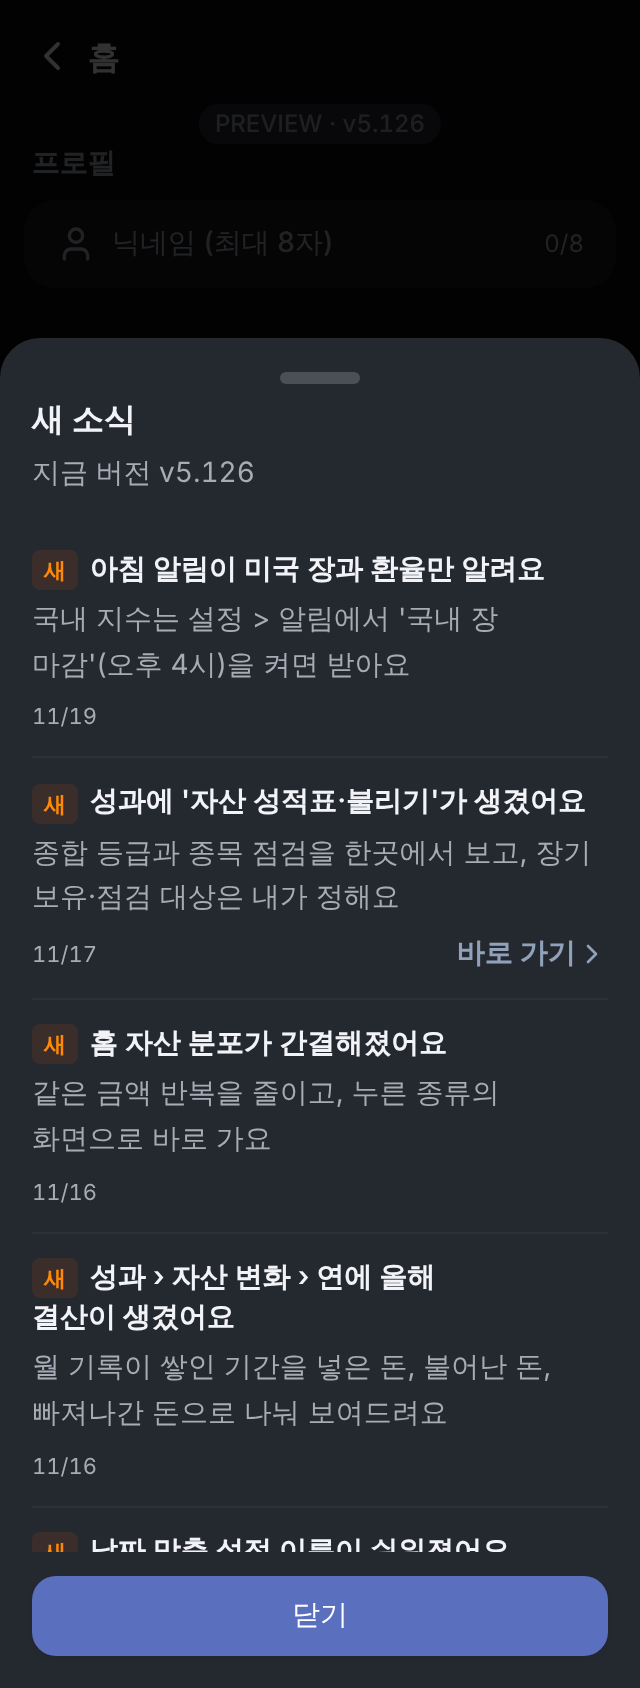 홈
PREVIEW · v5.126
프로필
닉네임 (최대 8자)
0/8
새 소식
지금 버전 v5.126
새 아침 알림이 미국 장과 환율만 알려요
국내 지수는 설정 > 알림에서 '국내 장
마감'(오후 4시)을 켜면 받아요
11/19
새 성과에 '자산 성적표·불리기'가 생겼어요
종합 등급과 종목 점검을 한곳에서 보고, 장기
보유·점검 대상은 내가 정해요
11/17
바로 가기
새 홈 자산 분포가 간결해졌어요
같은 금액 반복을 줄이고, 누른 종류의
화면으로 바로 가요
11/16
새 성과 › 자산 변화 › 연에 올해
결산이 생겼어요
월 기록이 쌓인 기간을 넣은 돈, 불어난 돈,
빠져나간 돈으로 나눠 보여드려요
11/16
새
닫기